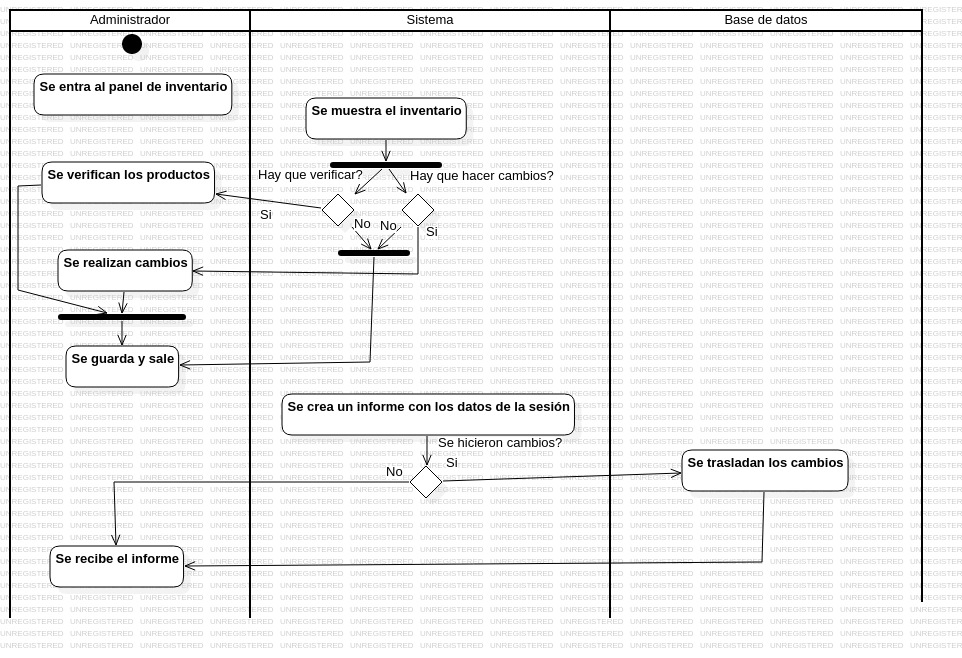 Administrador
Sistema
Base de datos
Se entra al panel de inventario
Se muestra el inventario
Hay que verificar?
Hay que hacer cambios?
Se verifican los productos
Si
No
No
Si
Se realizan cambios
Se guarda y sale
Se crea un informe con los datos de la sesión
Se hicieron cambios?
No
Si
Se trasladan los cambios
Se recibe el informe
UNREGISTERED